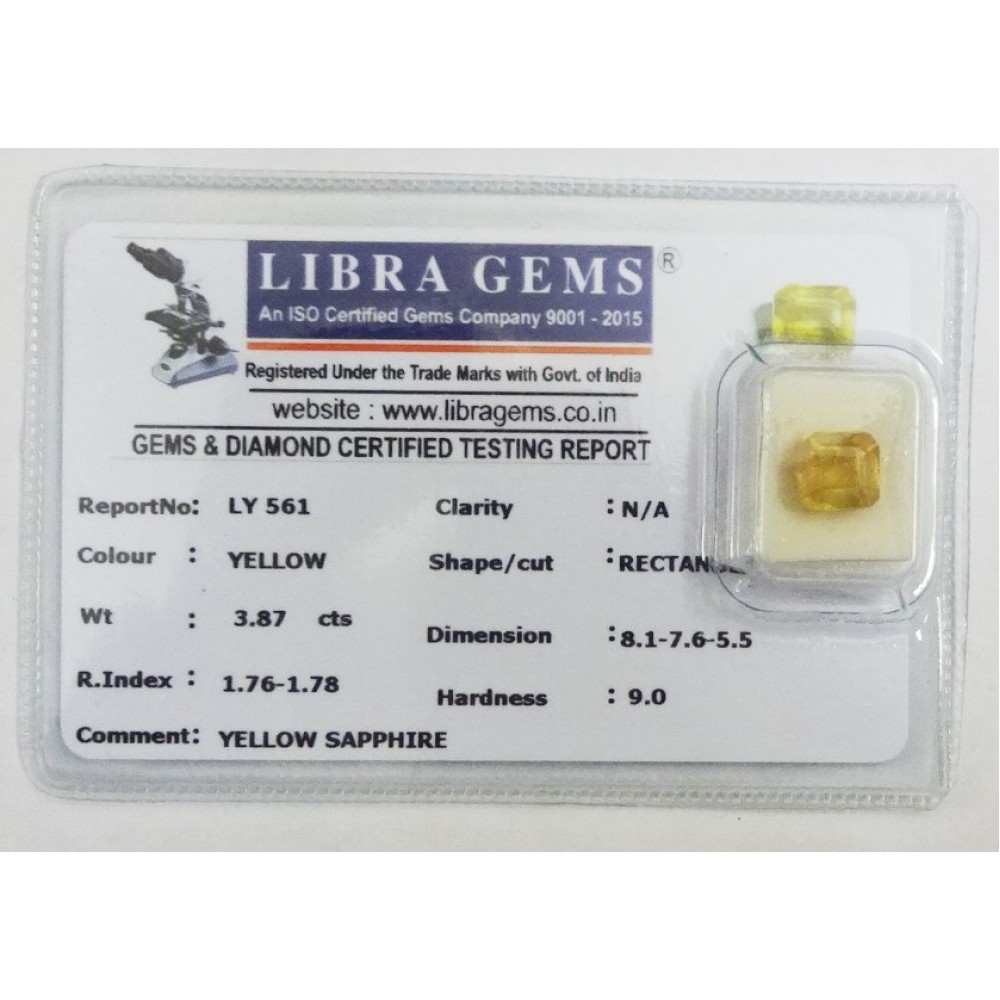 LIBRA GEMS ®
An ISO Certified Gems Company 9001 - 2015
Registered Under the Trade Marks with Govt. of India
website : www.libragems.co.in
GEMS & DIAMOND CERTIFIED TESTING REPORT
ReportNo: LY 561 Clarity : N/A
Colour : YELLOW Shape/cut : RECTANGLE
Wt : 3.87 cts Dimension : 8.1-7.6-5.5
R.Index : 1.76-1.78 Hardness : 9.0
Comment: YELLOW SAPPHIRE